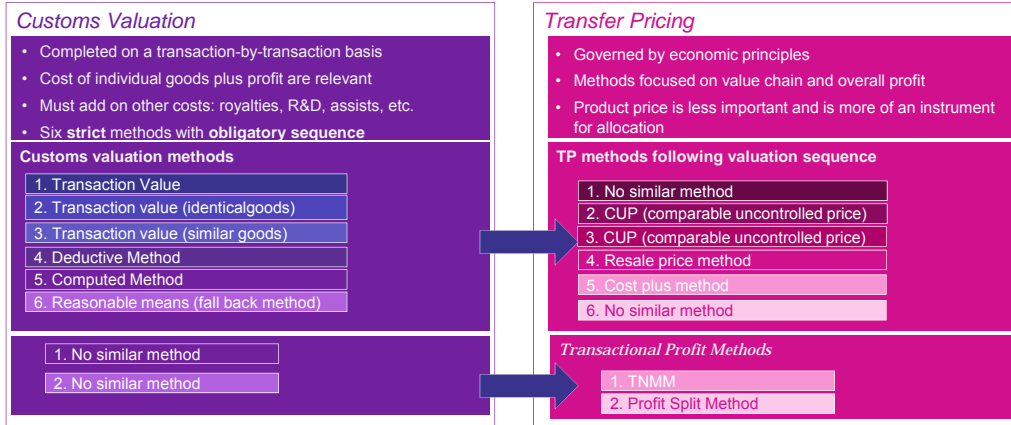 Customs Valuation
• Completed on a transaction-by-transaction basis
• Cost of individual goods plus profit are relevant
• Must add on other costs: royalties, R&D, assists, etc.
• Six strict methods with obligatory sequence
Customs valuation methods
1. Transaction Value
2. Transaction value (identicalgoods)
3. Transaction value (similar goods)
4. Deductive Method
5. Computed Method
6. Reasonable means (fall back method)
1. No similar method
2. No similar method
Transfer Pricing
• Governed by economic principles
• Methods focused on value chain and overall profit
• Product price is less important and is more of an instrument
for allocation
TP methods following valuation sequence
1. No similar method
2. CUP (comparable uncontrolled price)
3. CUP (comparable uncontrolled price)
4. Resale price method
5. Cost plus method
6. No similar method
Transactional Profit Methods
1. TNMM
2. Profit Split Method